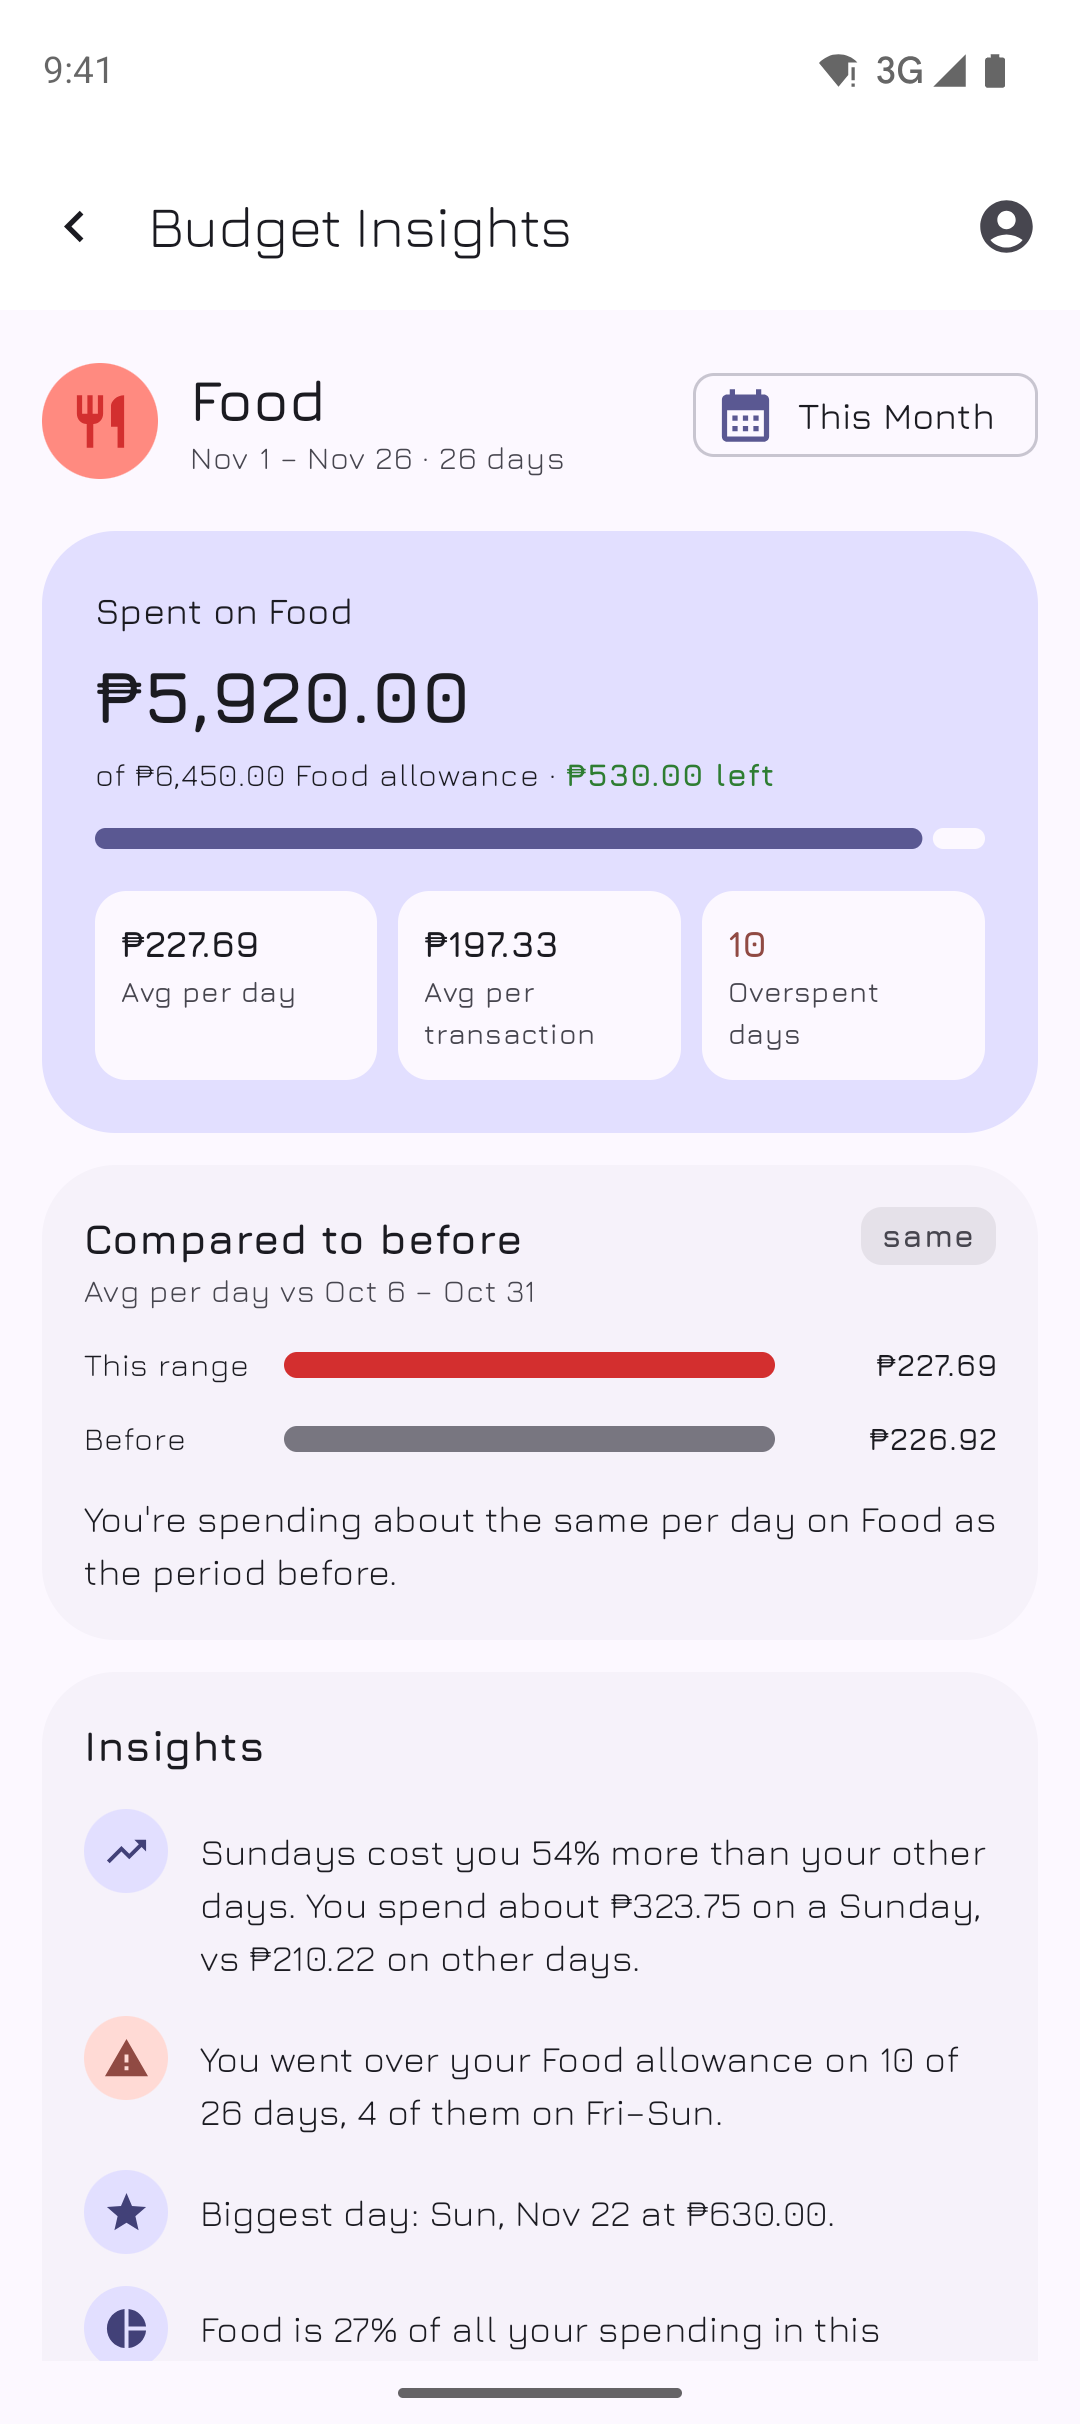 9:41
3G
Budget Insights
Food
Nov 1 – Nov 26 · 26 days
This Month
Spent on Food
₱5,920.00
of ₱6,450.00 Food allowance · ₱530.00 left
₱227.69
Avg per day
₱197.33
Avg per
transaction
10
Overspent
days
Compared to before
same
Avg per day vs Oct 6 – Oct 31
This range
₱227.69
Before
₱226.92
You're spending about the same per day on Food as
the period before.
Insights
Sundays cost you 54% more than your other
days. You spend about ₱323.75 on a Sunday,
vs ₱210.22 on other days.
You went over your Food allowance on 10 of
26 days, 4 of them on Fri–Sun.
Biggest day: Sun, Nov 22 at ₱630.00.
Food is 27% of all your spending in this